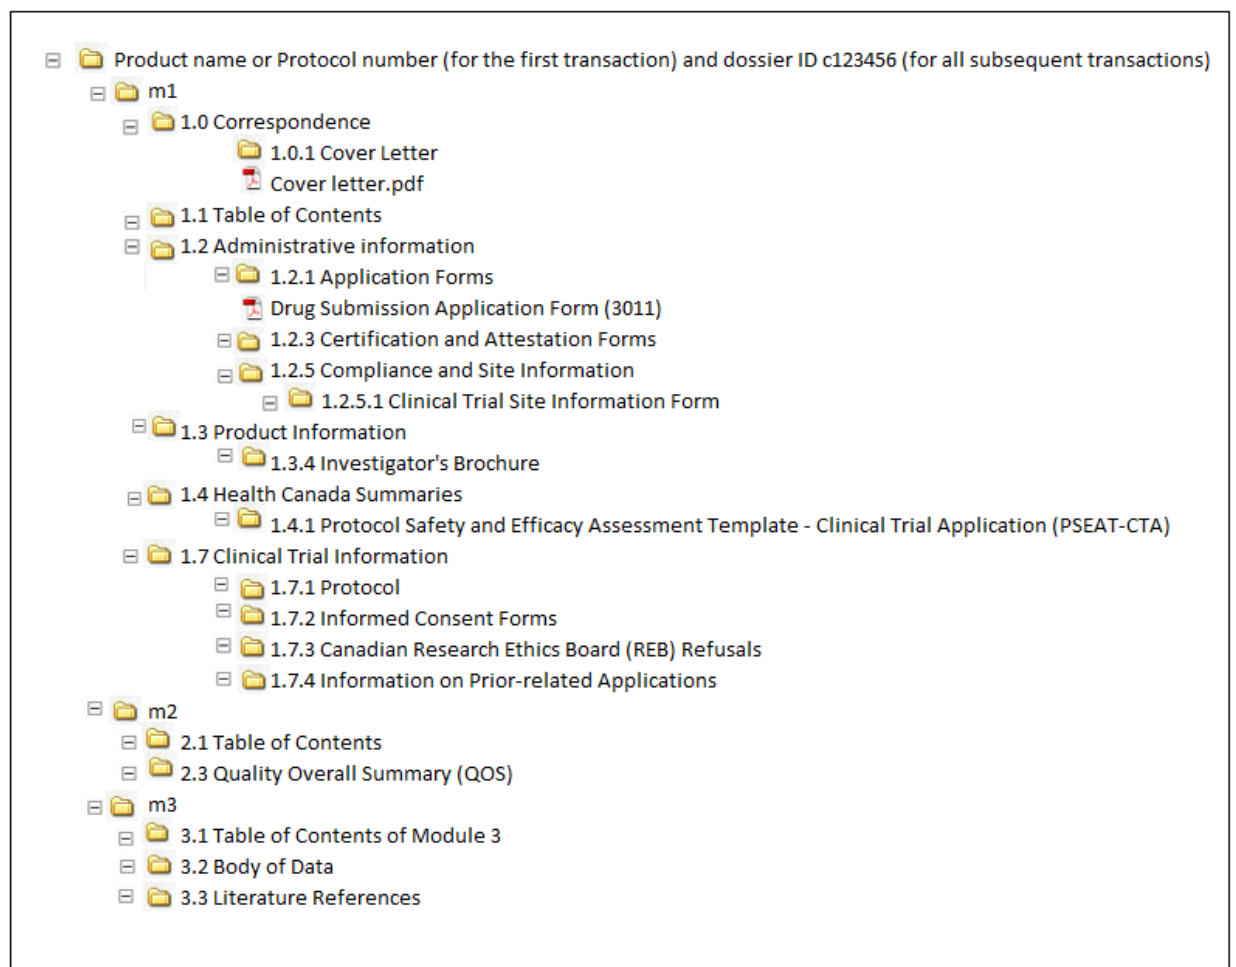 Product name or Protocol number (for the first transaction) and dossier ID c123456 (for all subsequent transactions)
m1
1.0 Correspondence
1.0.1 Cover Letter
Cover letter.pdf
1.1 Table of Contents
1.2 Administrative information
1.2.1 Application Forms
Drug Submission Application Form (3011)
1.2.3 Certification and Attestation Forms
1.2.5 Compliance and Site Information
1.2.5.1 Clinical Trial Site Information Form
1.3 Product Information
1.3.4 Investigator's Brochure
1.4 Health Canada Summaries
1.4.1 Protocol Safety and Efficacy Assessment Template - Clinical Trial Application (PSEAT-CTA)
1.7 Clinical Trial Information
1.7.1 Protocol
1.7.2 Informed Consent Forms
1.7.3 Canadian Research Ethics Board (REB) Refusals
1.7.4 Information on Prior-related Applications
m2
2.1 Table of Contents
2.3 Quality Overall Summary (QOS)
m3
3.1 Table of Contents of Module 3
3.2 Body of Data
3.3 Literature References